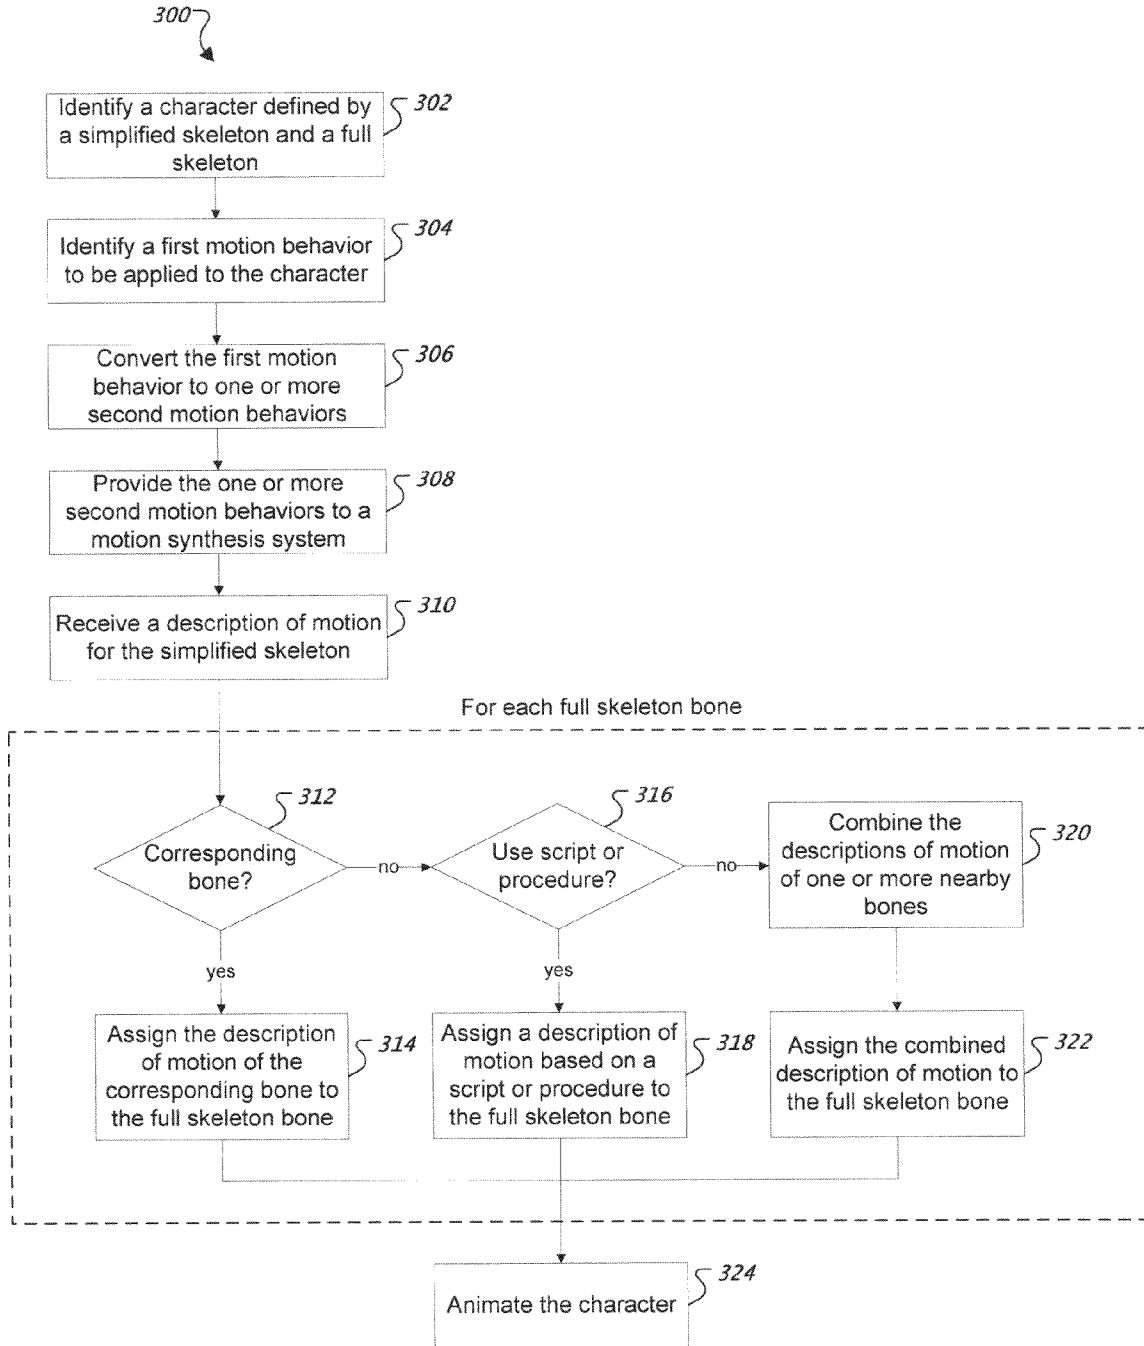 300
Identify a character defined by
a simplified skeleton and a full
skeleton
302
Identify a first motion behavior
to be applied to the character
304
Convert the first motion
behavior to one or more
second motion behaviors
306
Provide the one or more
second motion behaviors to a
motion synthesis system
308
Receive a description of motion
for the simplified skeleton
310
For each full skeleton bone
Corresponding
bone?
312
no
Use script or
procedure?
316
no
Combine the
descriptions of motion
of one or more nearby
bones
320
yes
yes
Assign the description
of motion of the
corresponding bone to
the full skeleton bone
314
Assign a description of
motion based on a
script or procedure to
the full skeleton bone
318
Assign the combined
description of motion to
the full skeleton bone
322
Animate the character
324